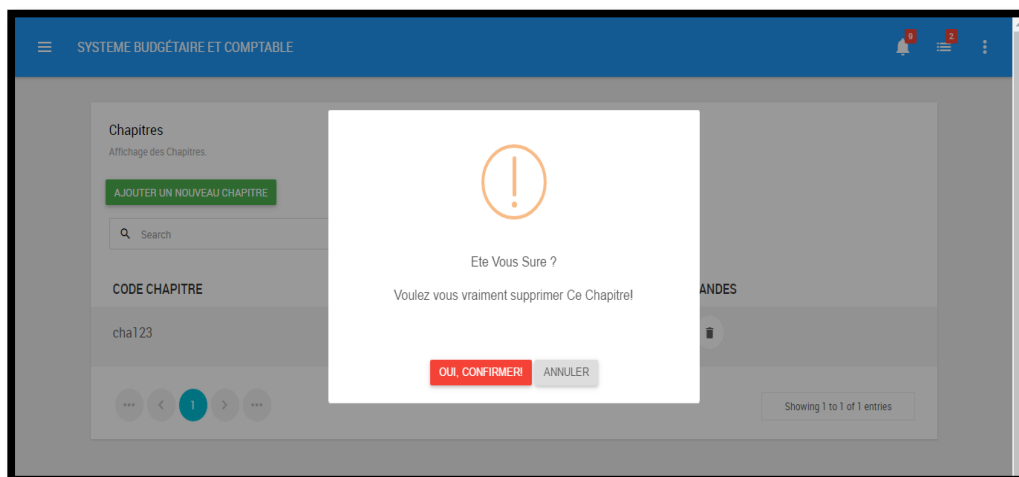 SYSTEME BUDGÉTAIRE ET COMPTABLE
9
2
Chapitres
Affichage des Chapitres.
AJOUTER UN NOUVEAU CHAPITRE
Search
CODE CHAPITRE
ANDES
cha123
Ete Vous Sure ?
Voulez vous vraiment supprimer Ce Chapitre!
OUI, CONFIRMER!
ANNULER
1
Showing 1 to 1 of 1 entries